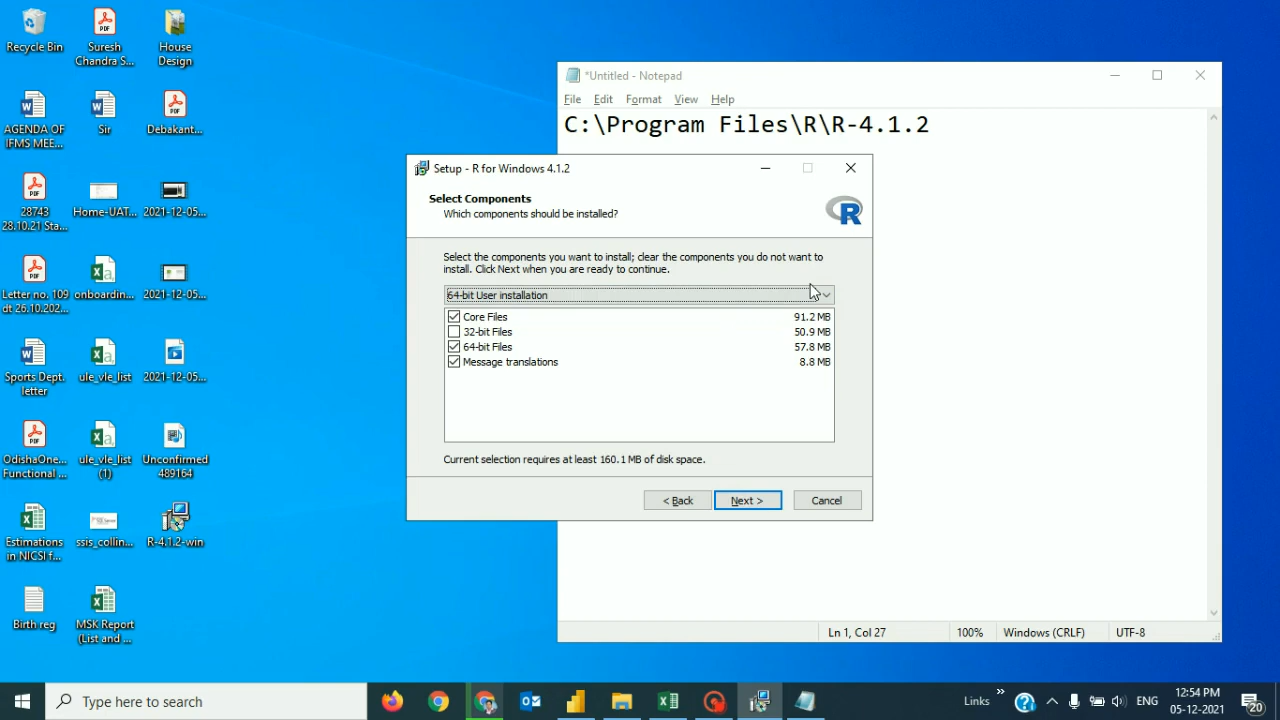 Recycle Bin
Suresh
Chandra S...
House
Design
AGENDA OF
IFMS MEE...
Sir
Debakant...
28743
28.10.21 Sta...
Home-UAT...
2021-12-05...
Letter no. 109
dt 26.10.202...
onboardin...
2021-12-05...
Sports Dept.
letter
ule_vle_list
2021-12-05...
OdishaOne...
Functional ...
ule_vle_list
(1)
Unconfirmed
489164
Estimations
in NICSI f...
ssis_collin...
R-4.1.2-win
Birth reg
MSK Report
(List and ...
*Untitled - Notepad
File Edit Format View Help
C:\Program Files\R\R-4.1.2
Setup - R for Windows 4.1.2
Select Components
Which components should be installed?
R
Select the components you want to install; clear the components you do not want to
install. Click Next when you are ready to continue.
64-bit User installation
Core Files 91.2 MB
32-bit Files 50.9 MB
64-bit Files 57.8 MB
Message translations 8.8 MB
Current selection requires at least 160.1 MB of disk space.
< Back Next > Cancel
Ln 1, Col 27 100% Windows (CRLF) UTF-8
Type here to search
Links » ENG
12:54 PM
05-12-2021
20